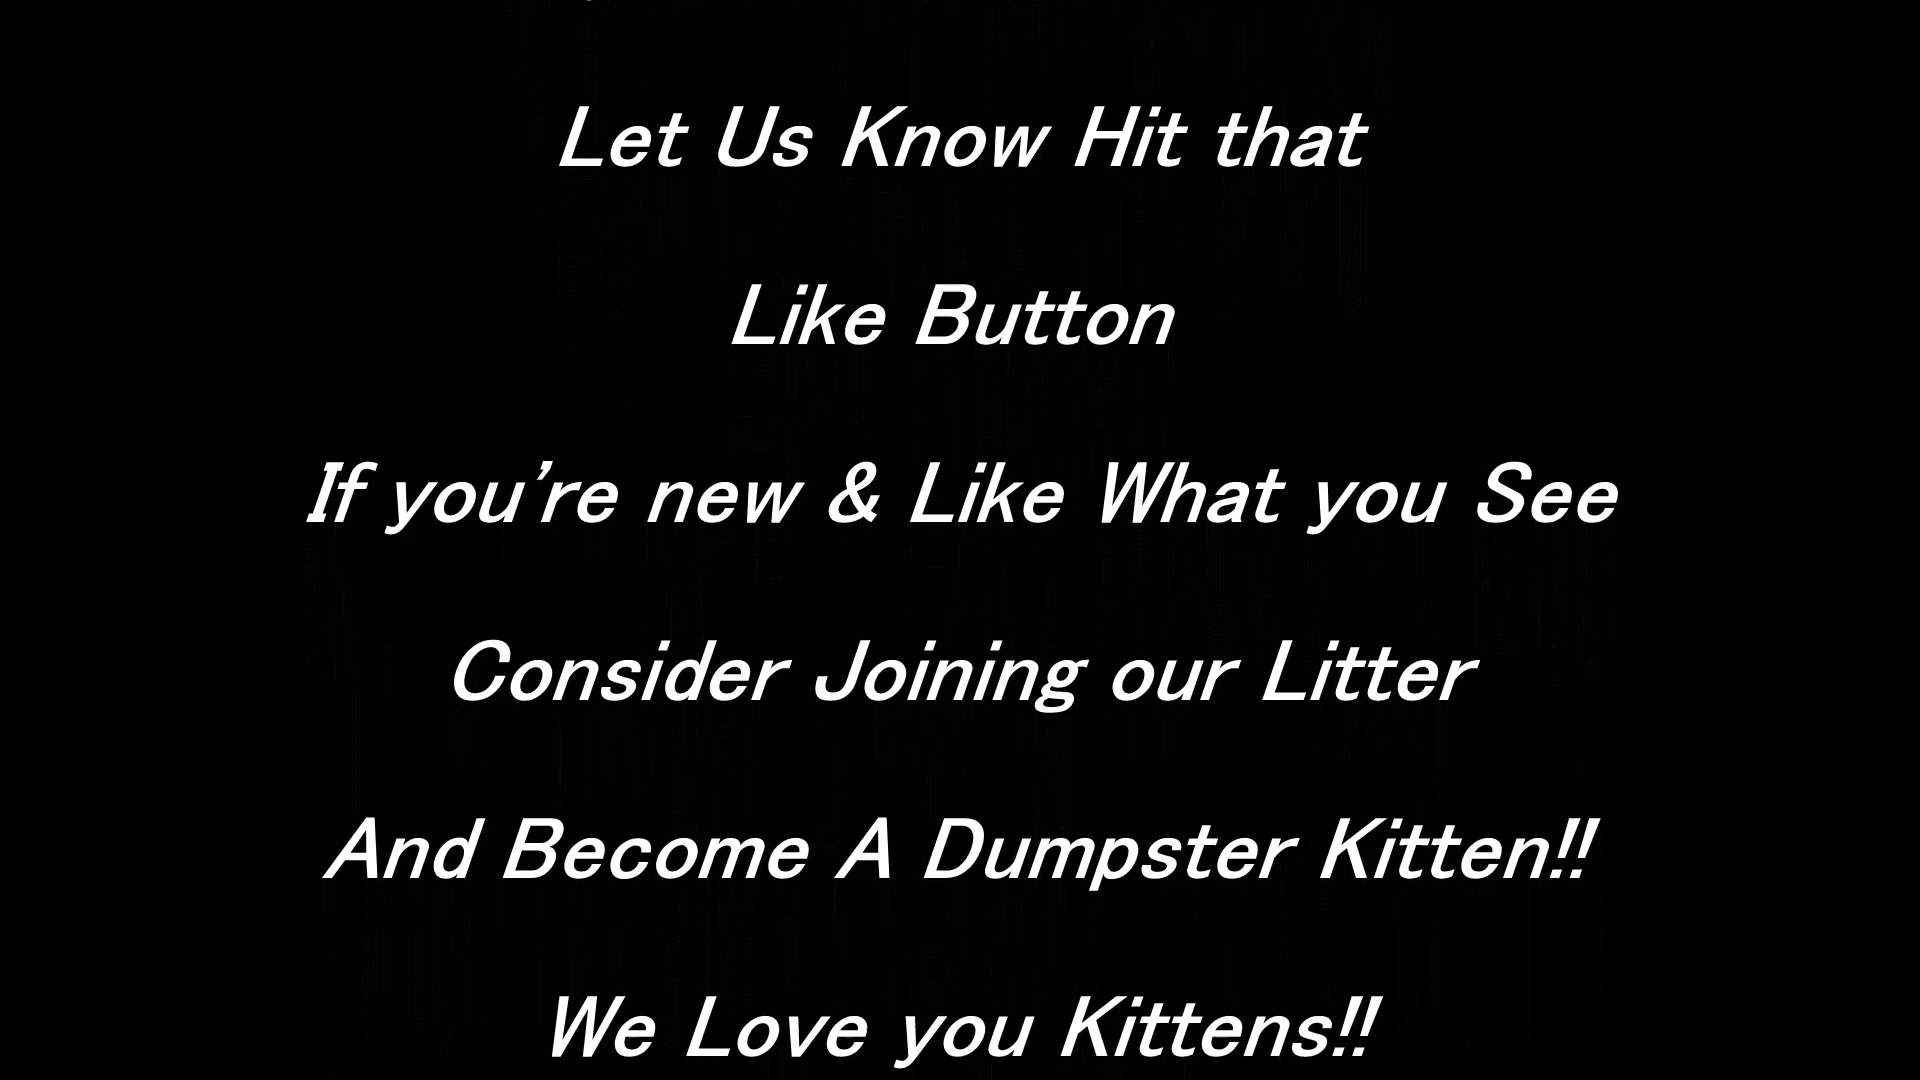 Let Us Know Hit that
Like Button
If you're new & Like What you See
Consider Joining our Litter
And Become A Dumpster Kitten!!
We Love you Kittens!!